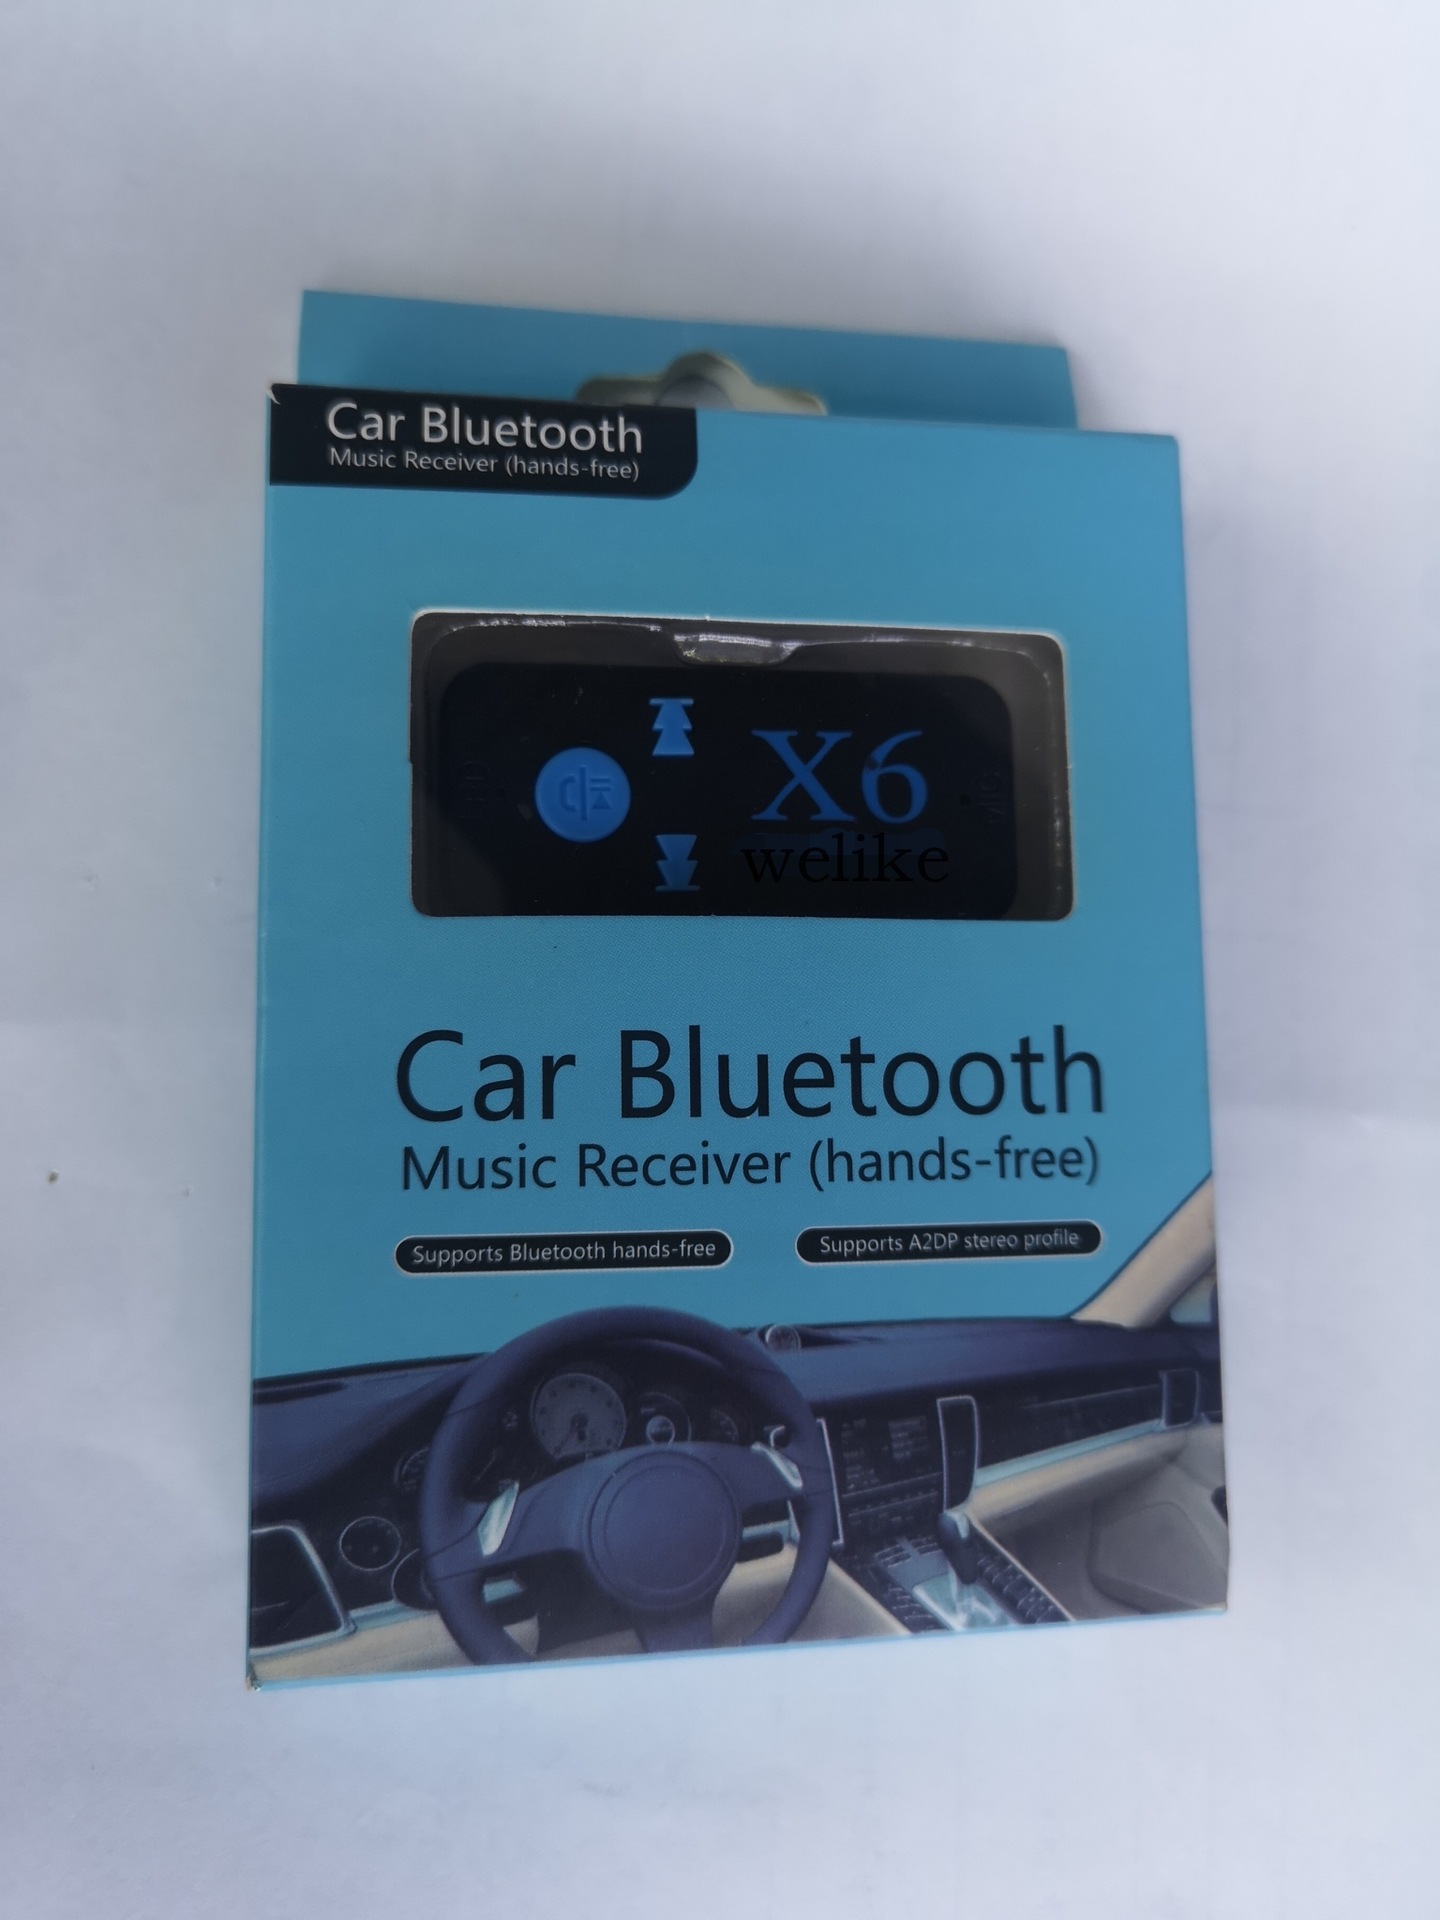 Car Bluetooth
Music Receiver (hands-free)
X6
welike
Car Bluetooth
Music Receiver (hands-free)
Supports Bluetooth hands-free
Supports A2DP stereo profile